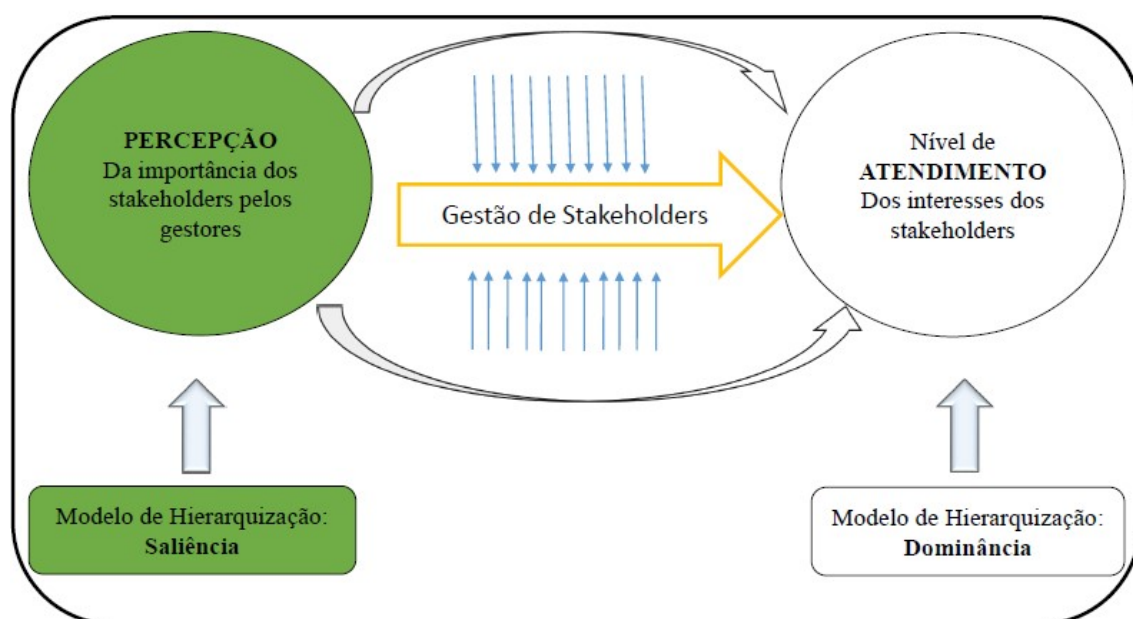 PERCEPÇÃO
Da importância dos
stakeholders pelos
gestores
Gestão de Stakeholders
Nível de
ATENDIMENTO
Dos interesses dos
stakeholders
Modelo de Hierarquização:
Saliência
Modelo de Hierarquização:
Dominância